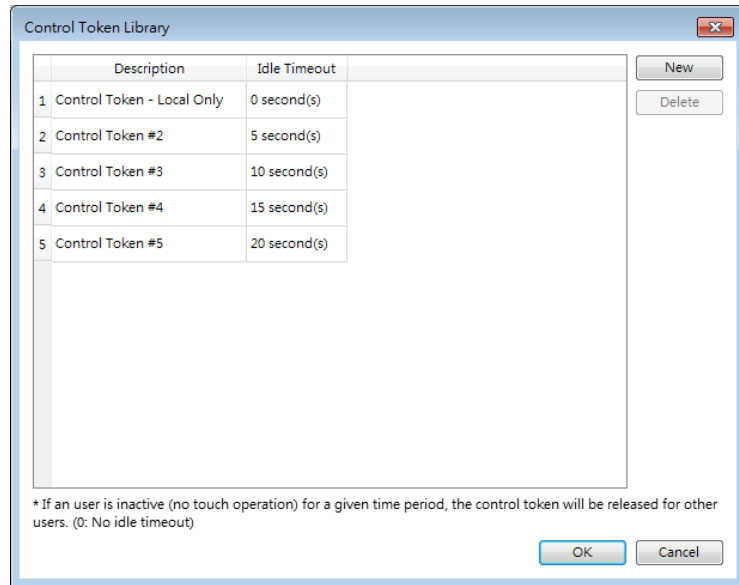 Control Token Library
Description Idle Timeout
New
1 Control Token - Local Only 0 second(s)
Delete
2 Control Token #2 5 second(s)
3 Control Token #3 10 second(s)
4 Control Token #4 15 second(s)
5 Control Token #5 20 second(s)
* If an user is inactive (no touch operation) for a given time period, the control token will be released for other
users. (0: No idle timeout)
OK Cancel